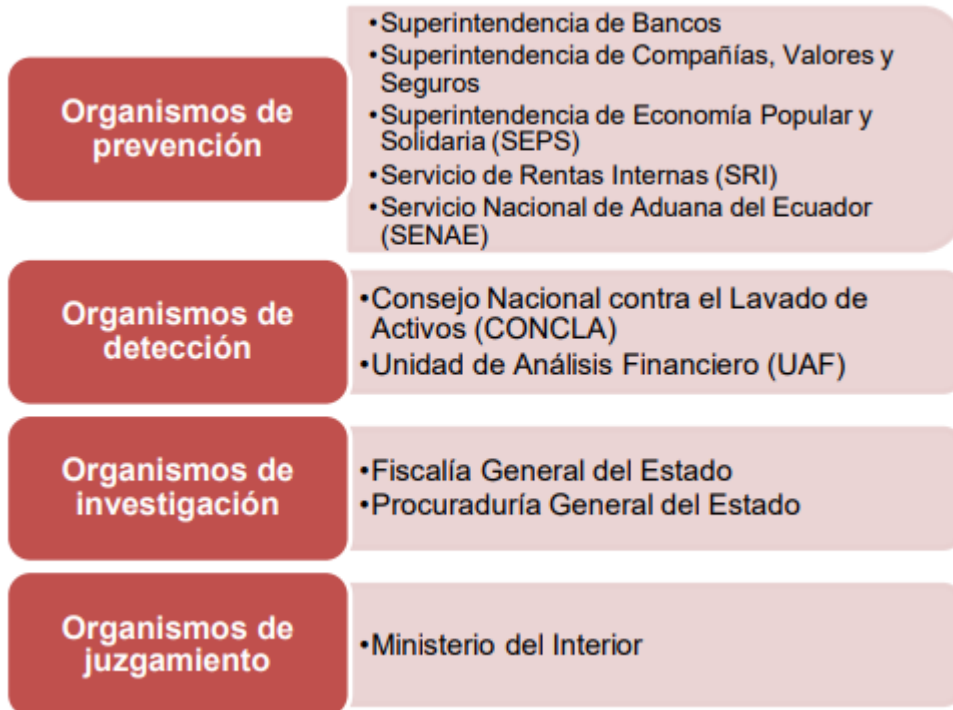 Organismos de
prevención
•Superintendencia de Bancos
•Superintendencia de Compañías, Valores y
Seguros
•Superintendencia de Economía Popular y
Solidaria (SEPS)
•Servicio de Rentas Internas (SRI)
•Servicio Nacional de Aduana del Ecuador
(SENAE)
Organismos de
detección
•Consejo Nacional contra el Lavado de
Activos (CONCLA)
•Unidad de Análisis Financiero (UAF)
Organismos de
investigación
•Fiscalía General del Estado
•Procuraduría General del Estado
Organismos de
juzgamiento
•Ministerio del Interior